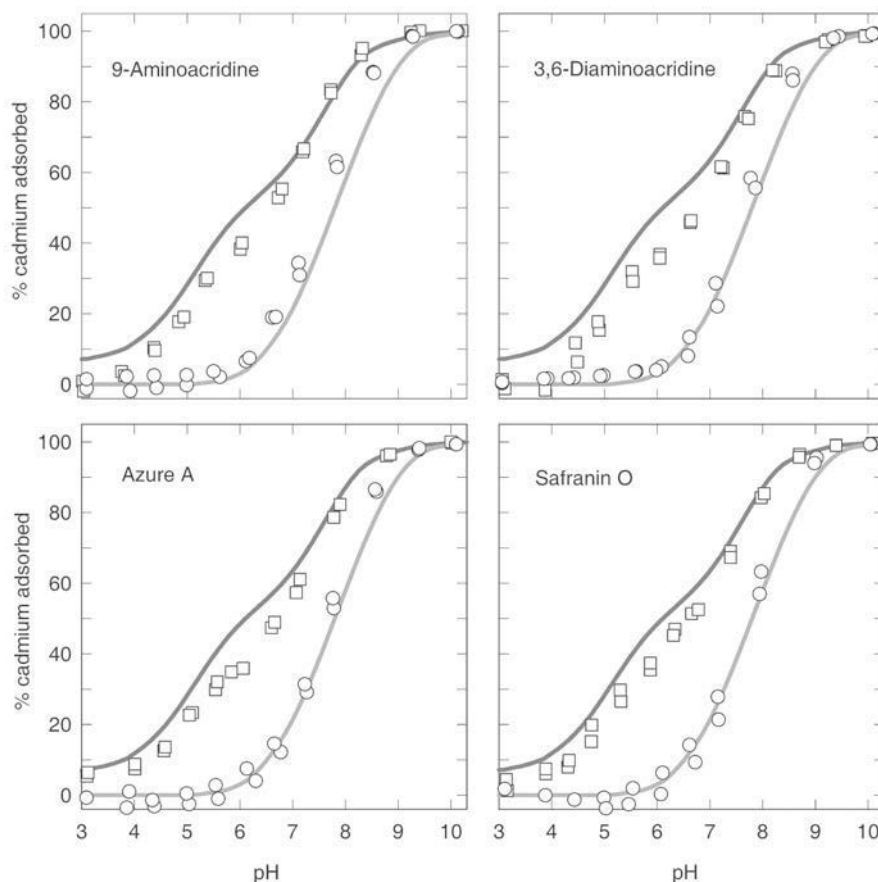 9-Aminoacridine
3,6-Diaminoacridine
% cadmium adsorbed
100
80
60
40
20
0
Azure A
Safranin O
% cadmium adsorbed
100
80
60
40
20
0
3 4 5 6 7 8 9 10
3 4 5 6 7 8 9 10
pH
pH